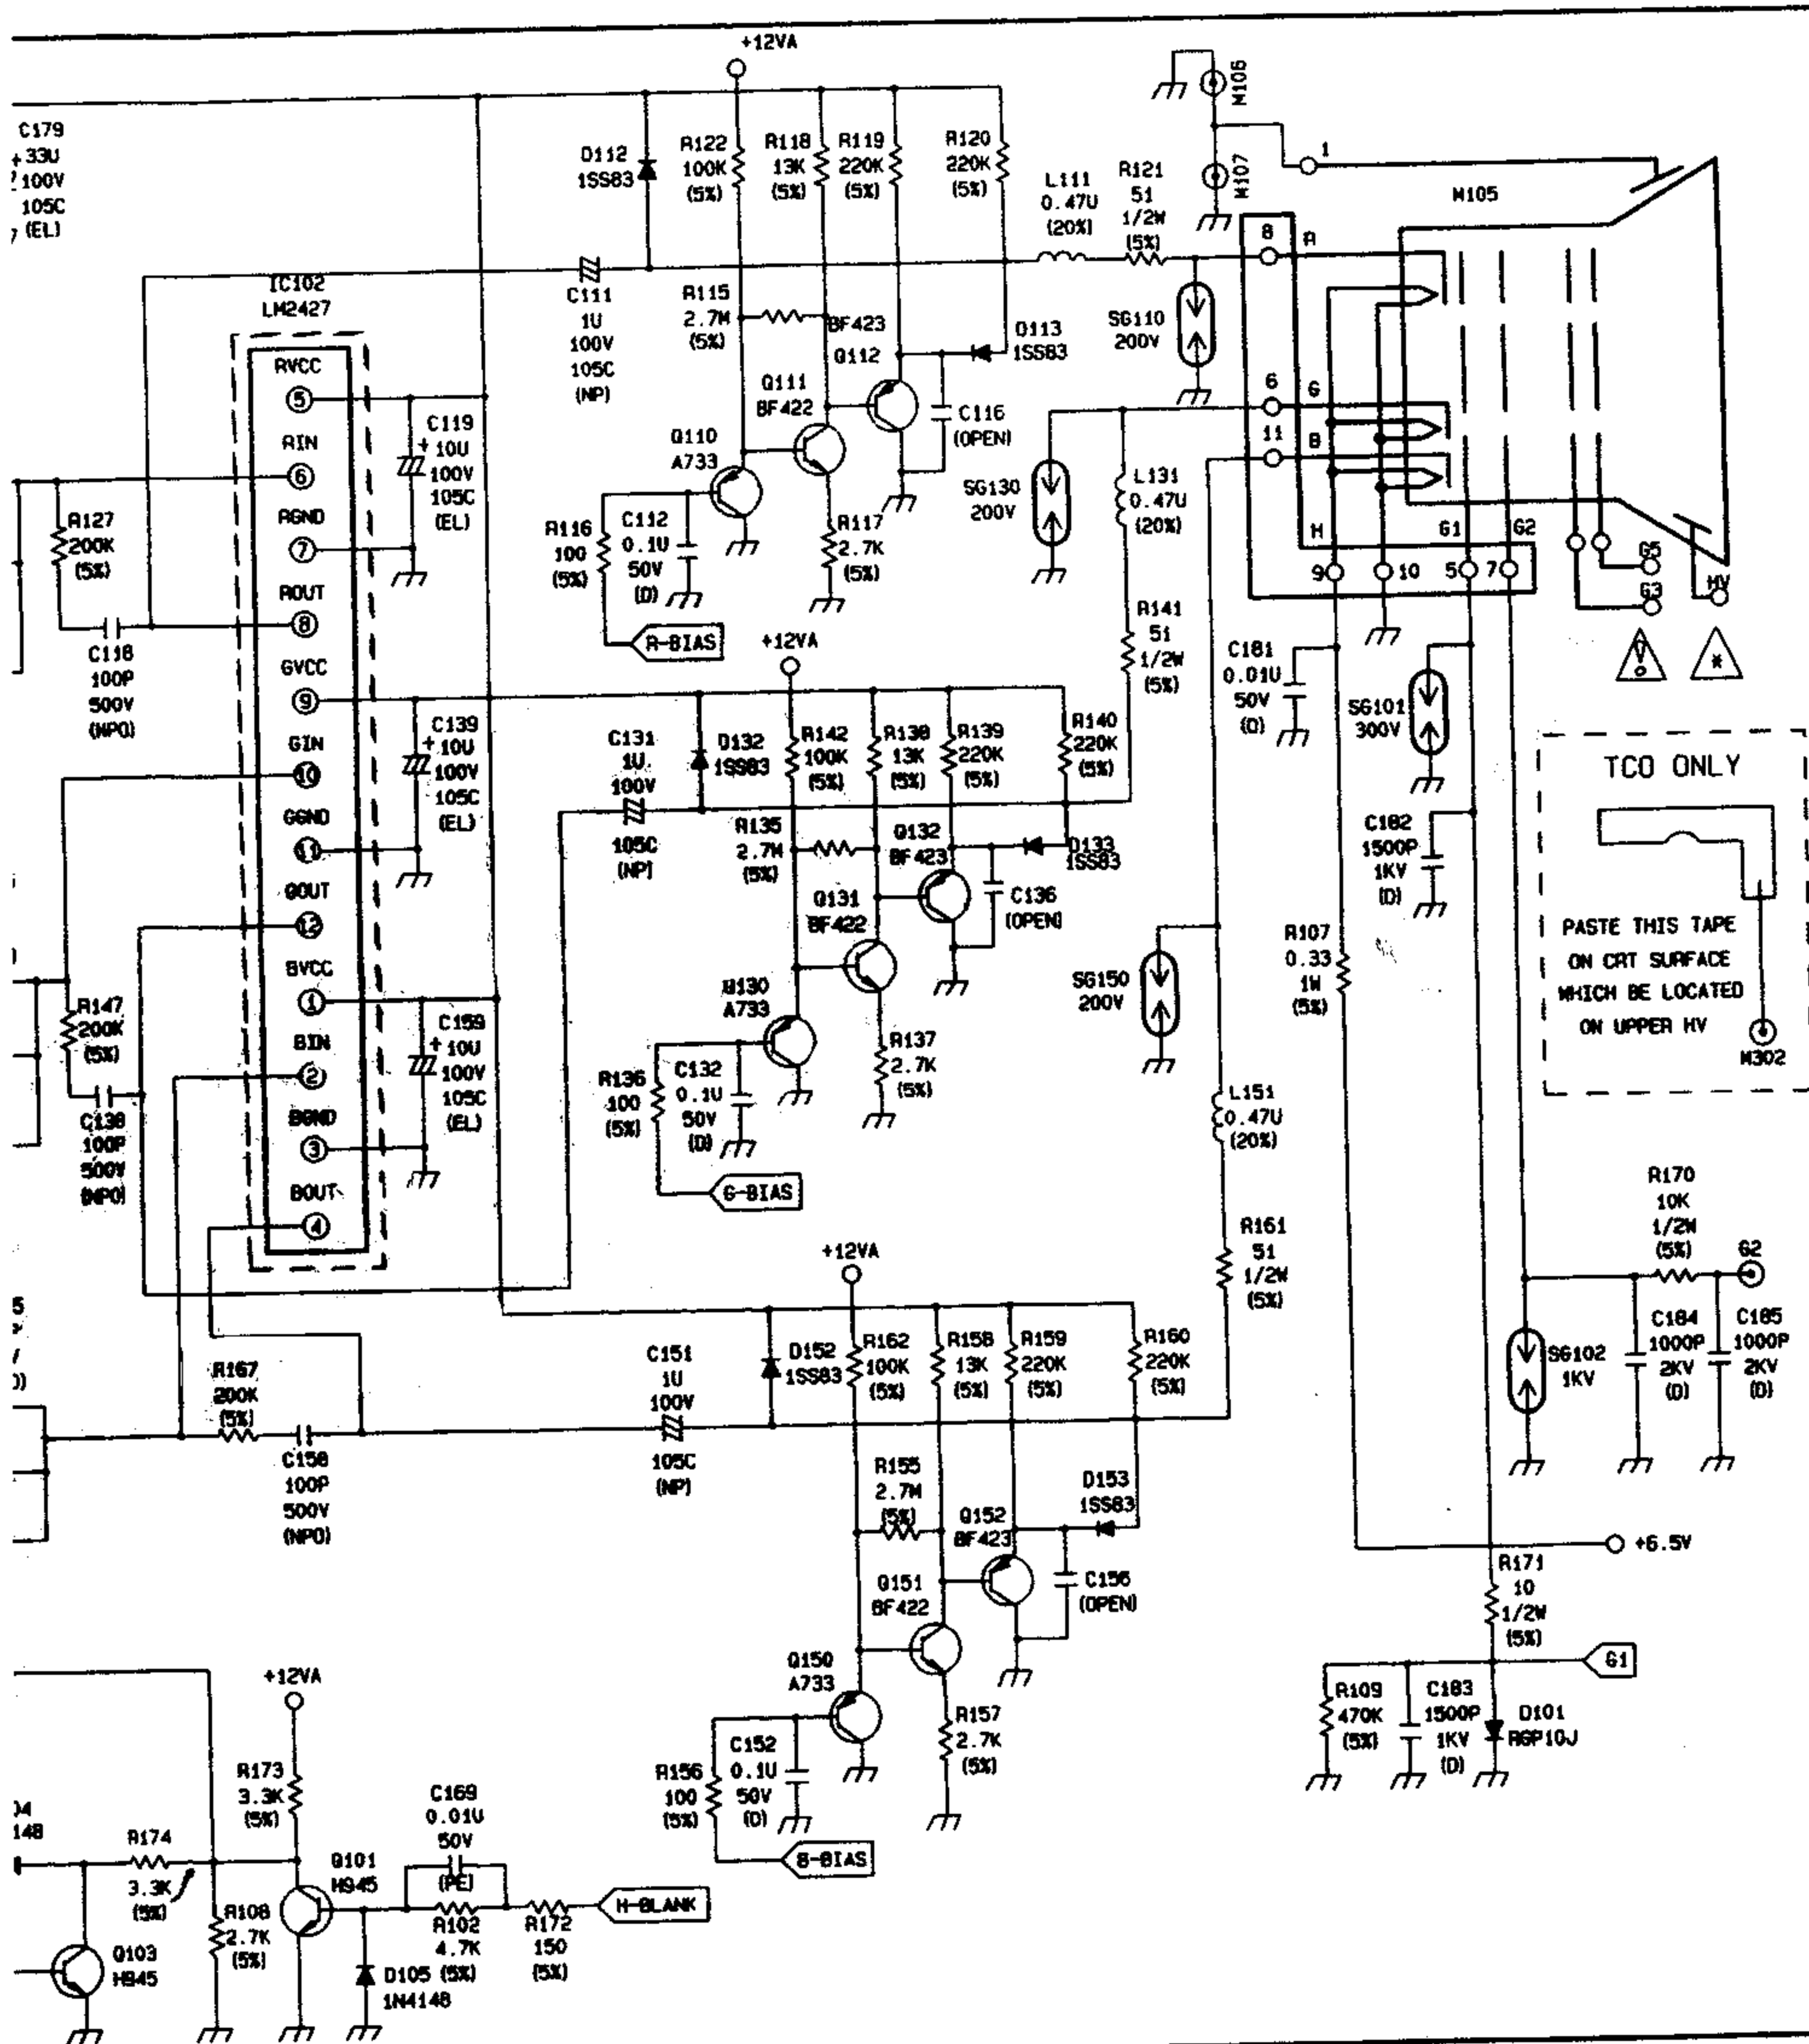 +12VA
C179
+ 33U
100V
105C
(EL)
D112
1SS83
R122
100K
(5%)
R118
13K
(5%)
R119
220K
(5%)
R120
220K
(5%)
L111
0.47U
(20%)
R121
51
1/2W
(5%)
M106
M107
1
M105
IC102
LM2427
C111
1U
100V
105C
(NP)
R115
2.7M
(5%)
BF423
Q112
D113
1SS83
SG110
200V
8
R
RVCC
5
RIN
6
RGND
7
ROUT
8
GVCC
9
GIN
10
GGND
11
GOUT
12
BVCC
1
BIN
2
BGND
3
BOUT
4
C119
+ 10U
100V
105C
(EL)
Q111
BF422
Q110
A733
C116
(OPEN)
6
G
11
B
R127
200K
(5%)
R116
100
(5%)
C112
0.1U
50V
(D)
R117
2.7K
(5%)
SG130
200V
L131
0.47U
(20%)
H
G1
G2
9
10
5
7
G5
G3
HV
C118
100P
500V
(NPO)
R-BIAS
+12VA
R141
51
1/2W
(5%)
C181
0.01U
50V
(D)
SG101
300V
!
*
C139
+ 10U
100V
105C
(EL)
C131
1U
100V
105C
(NP)
D132
1SS83
R142
100K
(5%)
R138
13K
(5%)
R139
220K
(5%)
R140
220K
(5%)
R135
2.7M
(5%)
Q132
BF423
D133
1SS83
C182
1500P
1KV
(D)
TCO ONLY
PASTE THIS TAPE
ON CRT SURFACE
WHICH BE LOCATED
ON UPPER HV
M302
Q131
BF422
C136
(OPEN)
Q130
A733
SG150
200V
R107
0.33
1W
(5%)
R147
200K
(5%)
C159
+ 10U
100V
105C
(EL)
R136
100
(5%)
C132
0.1U
50V
(D)
R137
2.7K
(5%)
L151
0.47U
(20%)
C138
100P
500V
(NPO)
G-BIAS
R161
51
1/2W
(5%)
R170
10K
1/2W
(5%)
G2
+12VA
C151
1U
100V
105C
(NP)
D152
1SS83
R162
100K
(5%)
R158
13K
(5%)
R159
220K
(5%)
R160
220K
(5%)
SG102
1KV
C184
1000P
2KV
(D)
C185
1000P
2KV
(D)
R167
200K
(5%)
C158
100P
500V
(NPO)
R155
2.7M
(5%)
Q152
BF423
D153
1SS83
+6.5V
Q151
BF422
C156
(OPEN)
R171
10
1/2W
(5%)
Q150
A733
G1
+12VA
R173
3.3K
(5%)
R156
100
(5%)
C152
0.1U
50V
(D)
R157
2.7K
(5%)
R109
470K
(5%)
C183
1500P
1KV
(D)
D101
RGP10J
148
R174
3.3K
(5%)
C169
0.01U
50V
(PE)
B-BIAS
Q101
H945
H-BLANK
R108
2.7K
(5%)
R102
4.7K
(5%)
R172
150
(5%)
Q103
H945
D105
1N4148